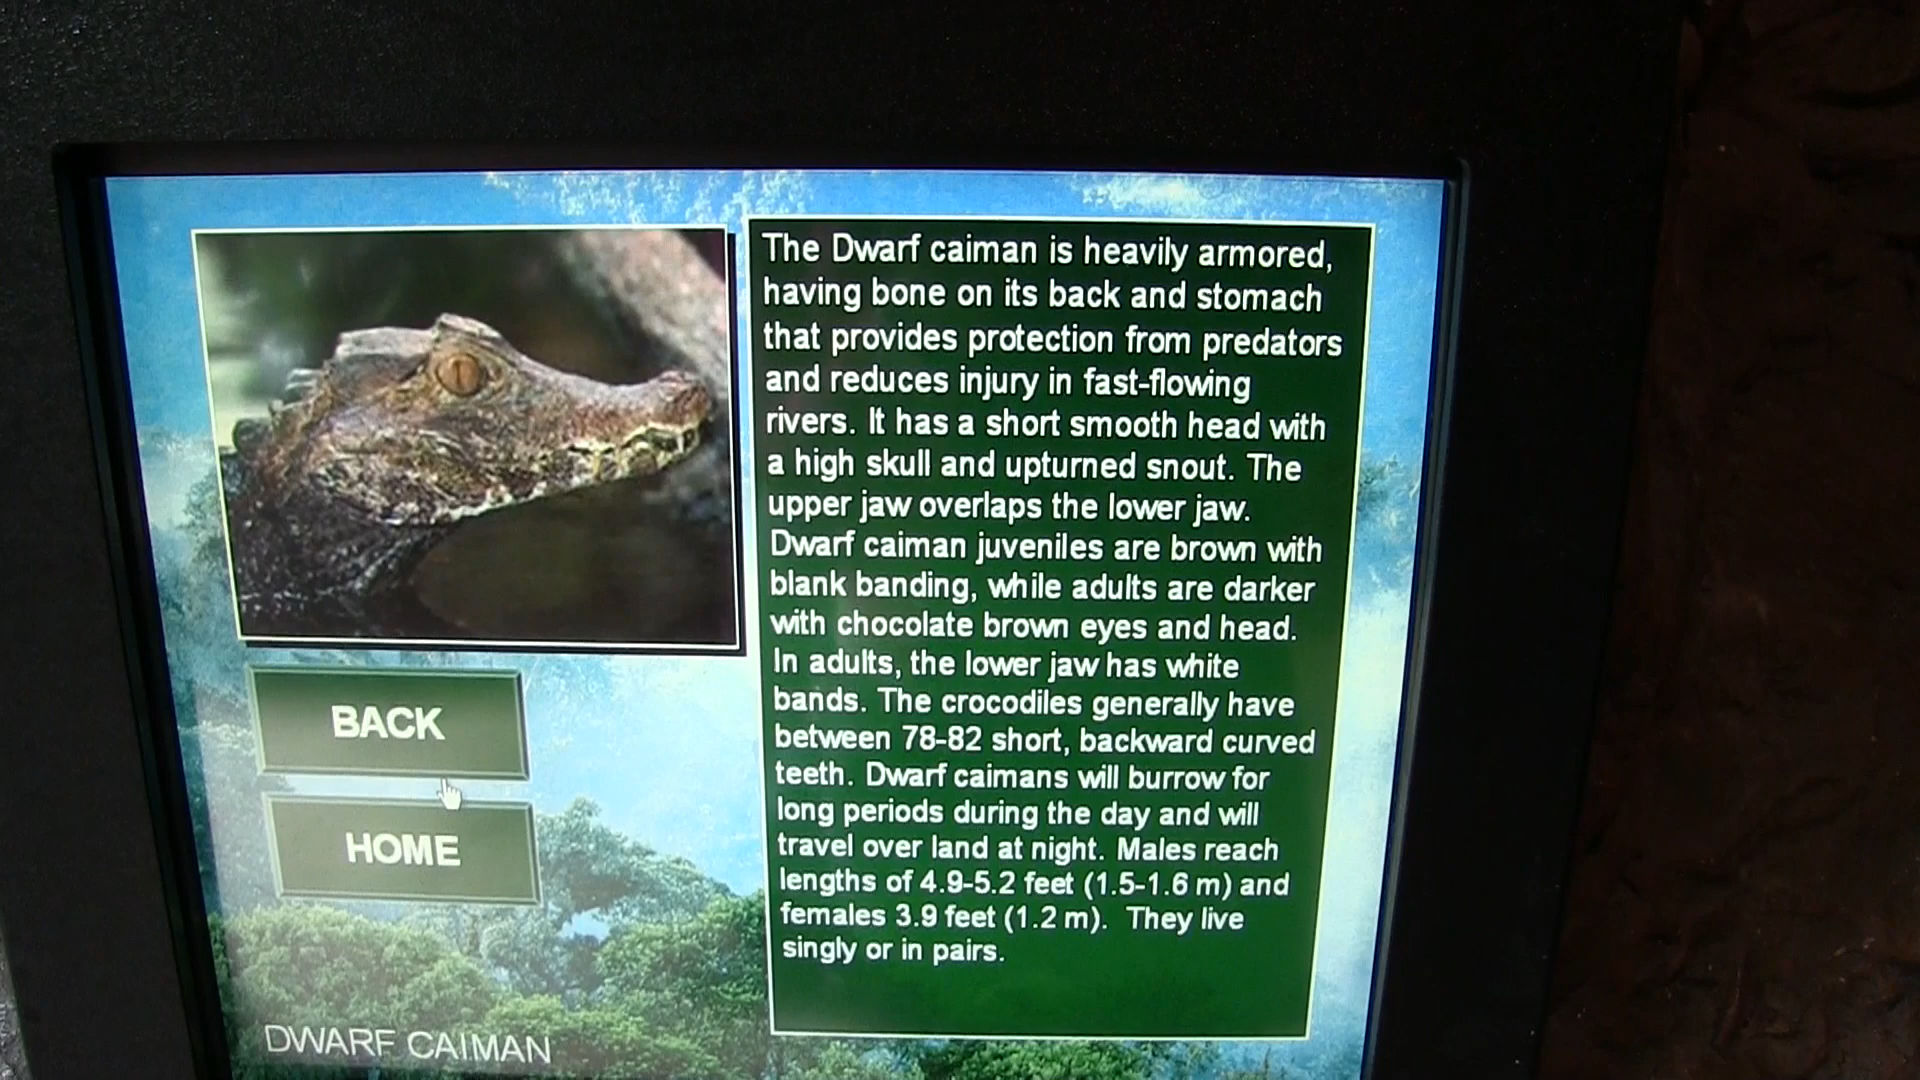 The Dwarf caiman is heavily armored,
having bone on its back and stomach
that provides protection from predators
and reduces injury in fast-flowing
rivers. It has a short smooth head with
a high skull and upturned snout. The
upper jaw overlaps the lower jaw.
Dwarf caiman juveniles are brown with
blank banding, while adults are darker
with chocolate brown eyes and head.
In adults, the lower jaw has white
bands. The crocodiles generally have
between 78-82 short, backward curved
teeth. Dwarf caimans will burrow for
long periods during the day and will
travel over land at night. Males reach
lengths of 4.9-5.2 feet (1.5-1.6 m) and
females 3.9 feet (1.2 m). They live
singly or in pairs.
BACK
HOME
DWARF CAIMAN